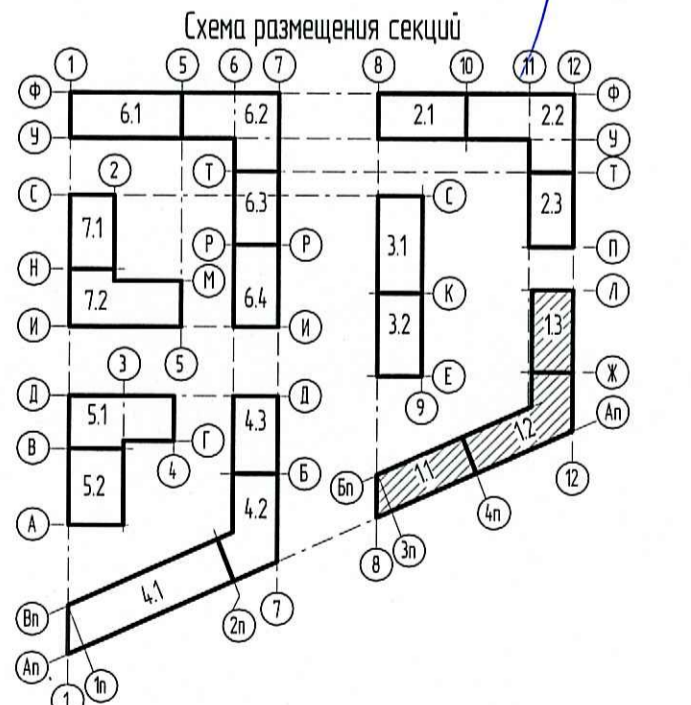 Схема размещения секций
1 5 6 7 8 10 11 12
Ф 6.1 6.2 2.1 2.2 Ф
У У
2 Т Т
С С
7.1 6.3 3.1 2.3
Р Р П
Н М К Л
7.2 6.4 1.3
И И 3.2
3 5 Е Ж
Д Д 9 Ап
5.1 4.3 1.2
В Г
4 Б Бп 1.1 12
5.2 4.2 4п
А 3п
8
4.1
Вп 2п 7
Ап 1п
1